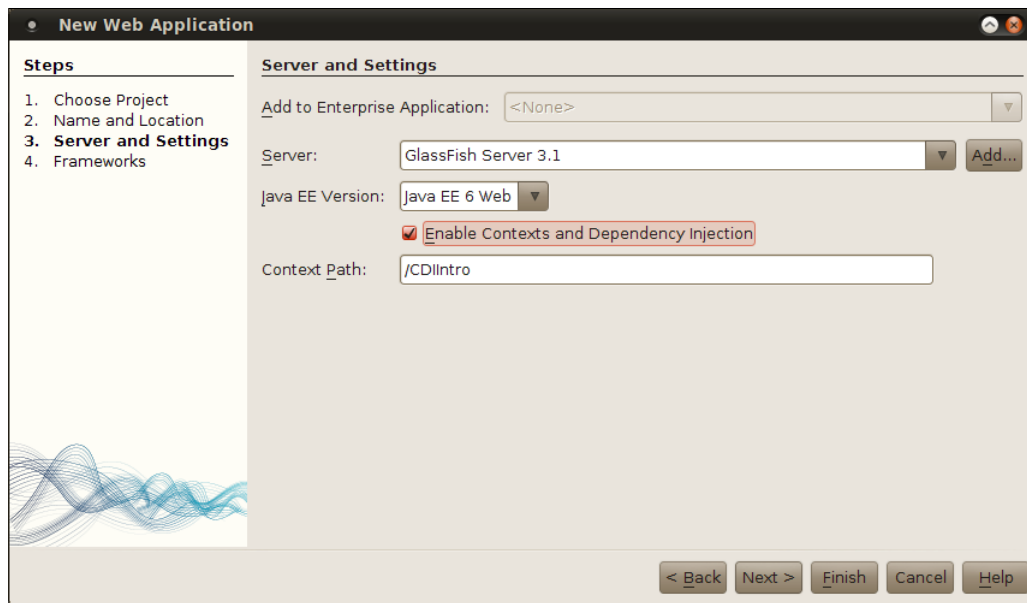 New Web Application
Steps
1. Choose Project
2. Name and Location
3. Server and Settings
4. Frameworks
Server and Settings
Add to Enterprise Application: <None>
Server: GlassFish Server 3.1 Add...
Java EE Version: Java EE 6 Web
Enable Contexts and Dependency Injection
Context Path: /CDIIntro
< Back Next > Finish Cancel Help